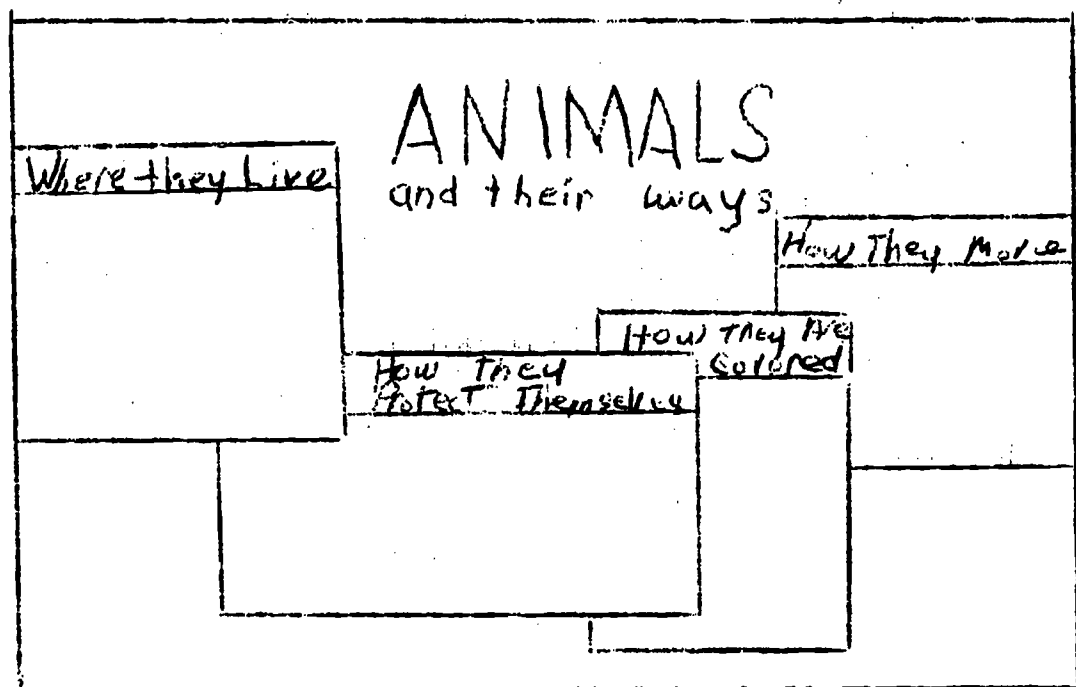 ANIMALS
and their ways
Where they Live
How They Move
How They Are
Colored
How They
Protect Themselves